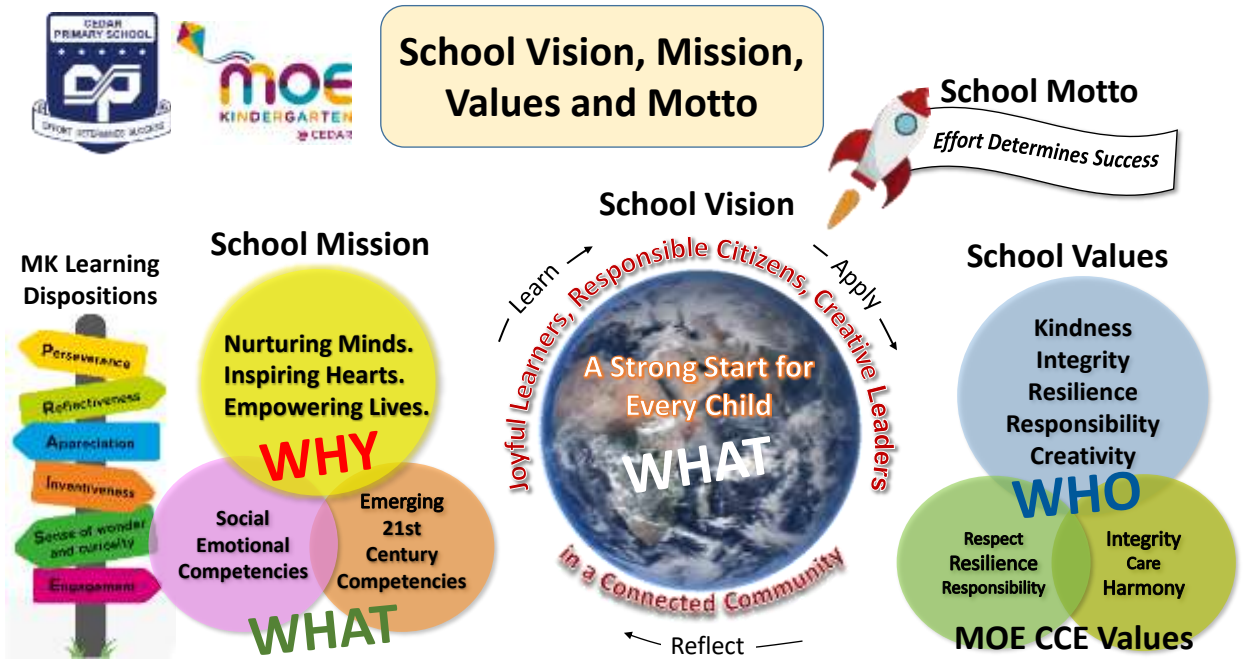 CEDAR
PRIMARY SCHOOL
EFFORT DETERMINES SUCCESS
moe
KINDERGARTEN
@ CEDAR
School Vision, Mission,
Values and Motto
School Motto
Effort Determines Success
MK Learning
Dispositions
Perseverance
Reflectiveness
Appreciation
Inventiveness
Sense of wonder
and curiosity
Engagement
School Mission
Nurturing Minds.
Inspiring Hearts.
Empowering Lives.
WHY
Social
Emotional
Competencies
Emerging
21st
Century
Competencies
WHAT
School Vision
Learn
Apply
Joyful Learners, Responsible Citizens, Creative Leaders
A Strong Start for
Every Child
WHAT
in a Connected Community
Reflect
School Values
Kindness
Integrity
Resilience
Responsibility
Creativity
WHO
Respect
Resilience
Responsibility
Integrity
Care
Harmony
MOE CCE Values